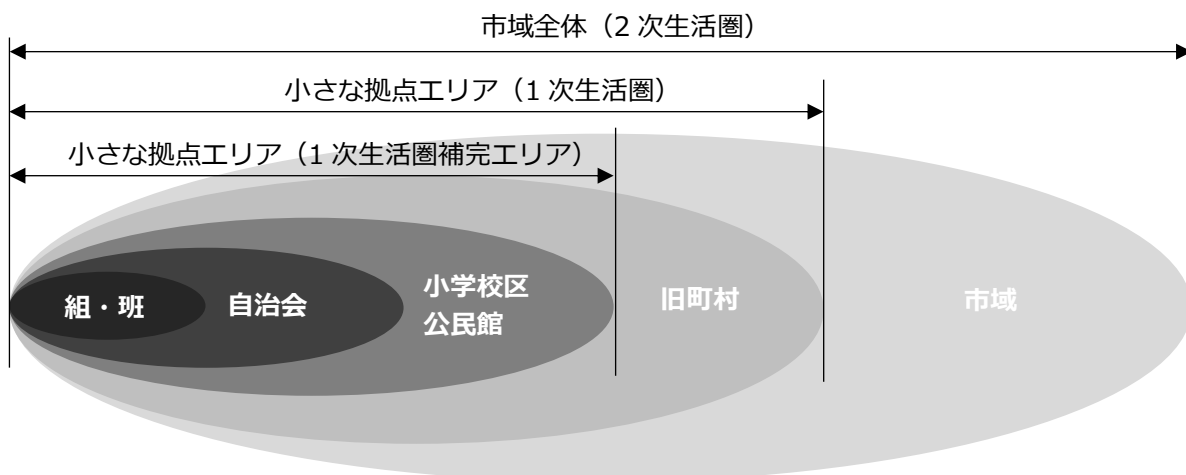 市域全体（2 次生活圏）
小さな拠点エリア（1 次生活圏）
小さな拠点エリア（1 次生活圏補完エリア）
組・班
自治会
小学校区
公民館
旧町村
市域